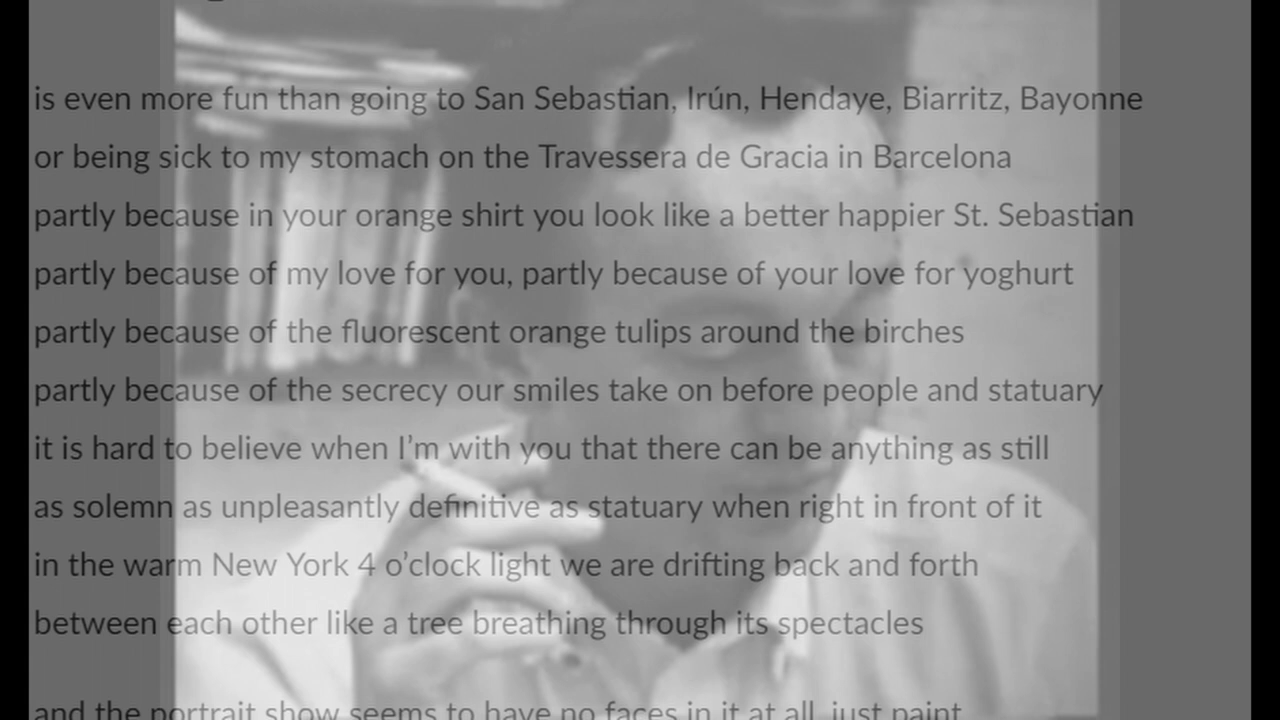 is even more fun than going to San Sebastian, Irún, Hendaye, Biarritz, Bayonne
or being sick to my stomach on the Travessera de Gracia in Barcelona
partly because in your orange shirt you look like a better happier St. Sebastian
partly because of my love for you, partly because of your love for yoghurt
partly because of the fluorescent orange tulips around the birches
partly because of the secrecy our smiles take on before people and statuary
it is hard to believe when I’m with you that there can be anything as still
as solemn as unpleasantly definitive as statuary when right in front of it
in the warm New York 4 o’clock light we are drifting back and forth
between each other like a tree breathing through its spectacles
and the portrait show seems to have no faces in it at all, just paint